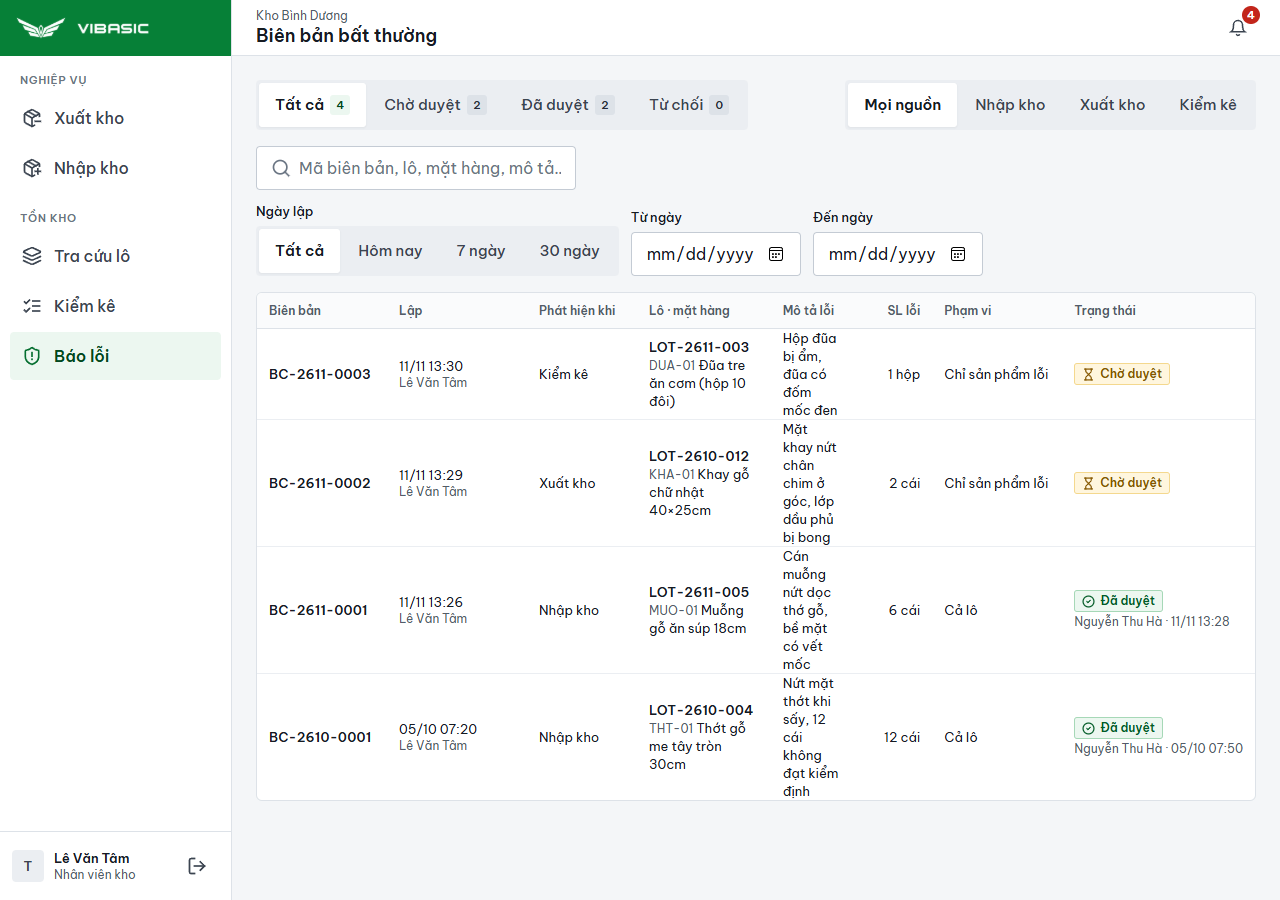 VIBASIC
NGHIỆP VỤ
Xuất kho
Nhập kho
TỒN KHO
Tra cứu lô
Kiểm kê
Báo lỗi
T
Lê Văn Tâm
Nhân viên kho
Kho Bình Dương
Biên bản bất thường
4
Tất cả 4
Chờ duyệt 2
Đã duyệt 2
Từ chối 0
Mọi nguồn
Nhập kho
Xuất kho
Kiểm kê
Mã biên bản, lô, mặt hàng, mô tả..
Ngày lập
Tất cả
Hôm nay
7 ngày
30 ngày
Từ ngày
mm/dd/yyyy
Đến ngày
mm/dd/yyyy
Biên bản Lập Phát hiện khi Lô · mặt hàng Mô tả lỗi SL lỗi Phạm vi Trạng thái
BC-2611-0003
11/11 13:30
Lê Văn Tâm
Kiểm kê
LOT-2611-003
DUA-01 Đũa tre
ăn cơm (hộp 10
đôi)
Hộp đũa
bị ẩm,
đũa có
đốm
mốc đen
1 hộp
Chỉ sản phẩm lỗi
Chờ duyệt
BC-2611-0002
11/11 13:29
Lê Văn Tâm
Xuất kho
LOT-2610-012
KHA-01 Khay gỗ
chữ nhật
40×25cm
Mặt
khay nứt
chân
chim ở
góc, lớp
dầu phủ
bị bong
2 cái
Chỉ sản phẩm lỗi
Chờ duyệt
BC-2611-0001
11/11 13:26
Lê Văn Tâm
Nhập kho
LOT-2611-005
MUO-01 Muỗng
gỗ ăn súp 18cm
Cán
muỗng
nứt dọc
thớ gỗ,
bề mặt
có vết
mốc
6 cái
Cả lô
Đã duyệt
Nguyễn Thu Hà · 11/11 13:28
BC-2610-0001
05/10 07:20
Lê Văn Tâm
Nhập kho
LOT-2610-004
THT-01 Thớt gỗ
me tây tròn
30cm
Nứt mặt
thớt khi
sấy, 12
cái
không
đạt kiểm
định
12 cái
Cả lô
Đã duyệt
Nguyễn Thu Hà · 05/10 07:50